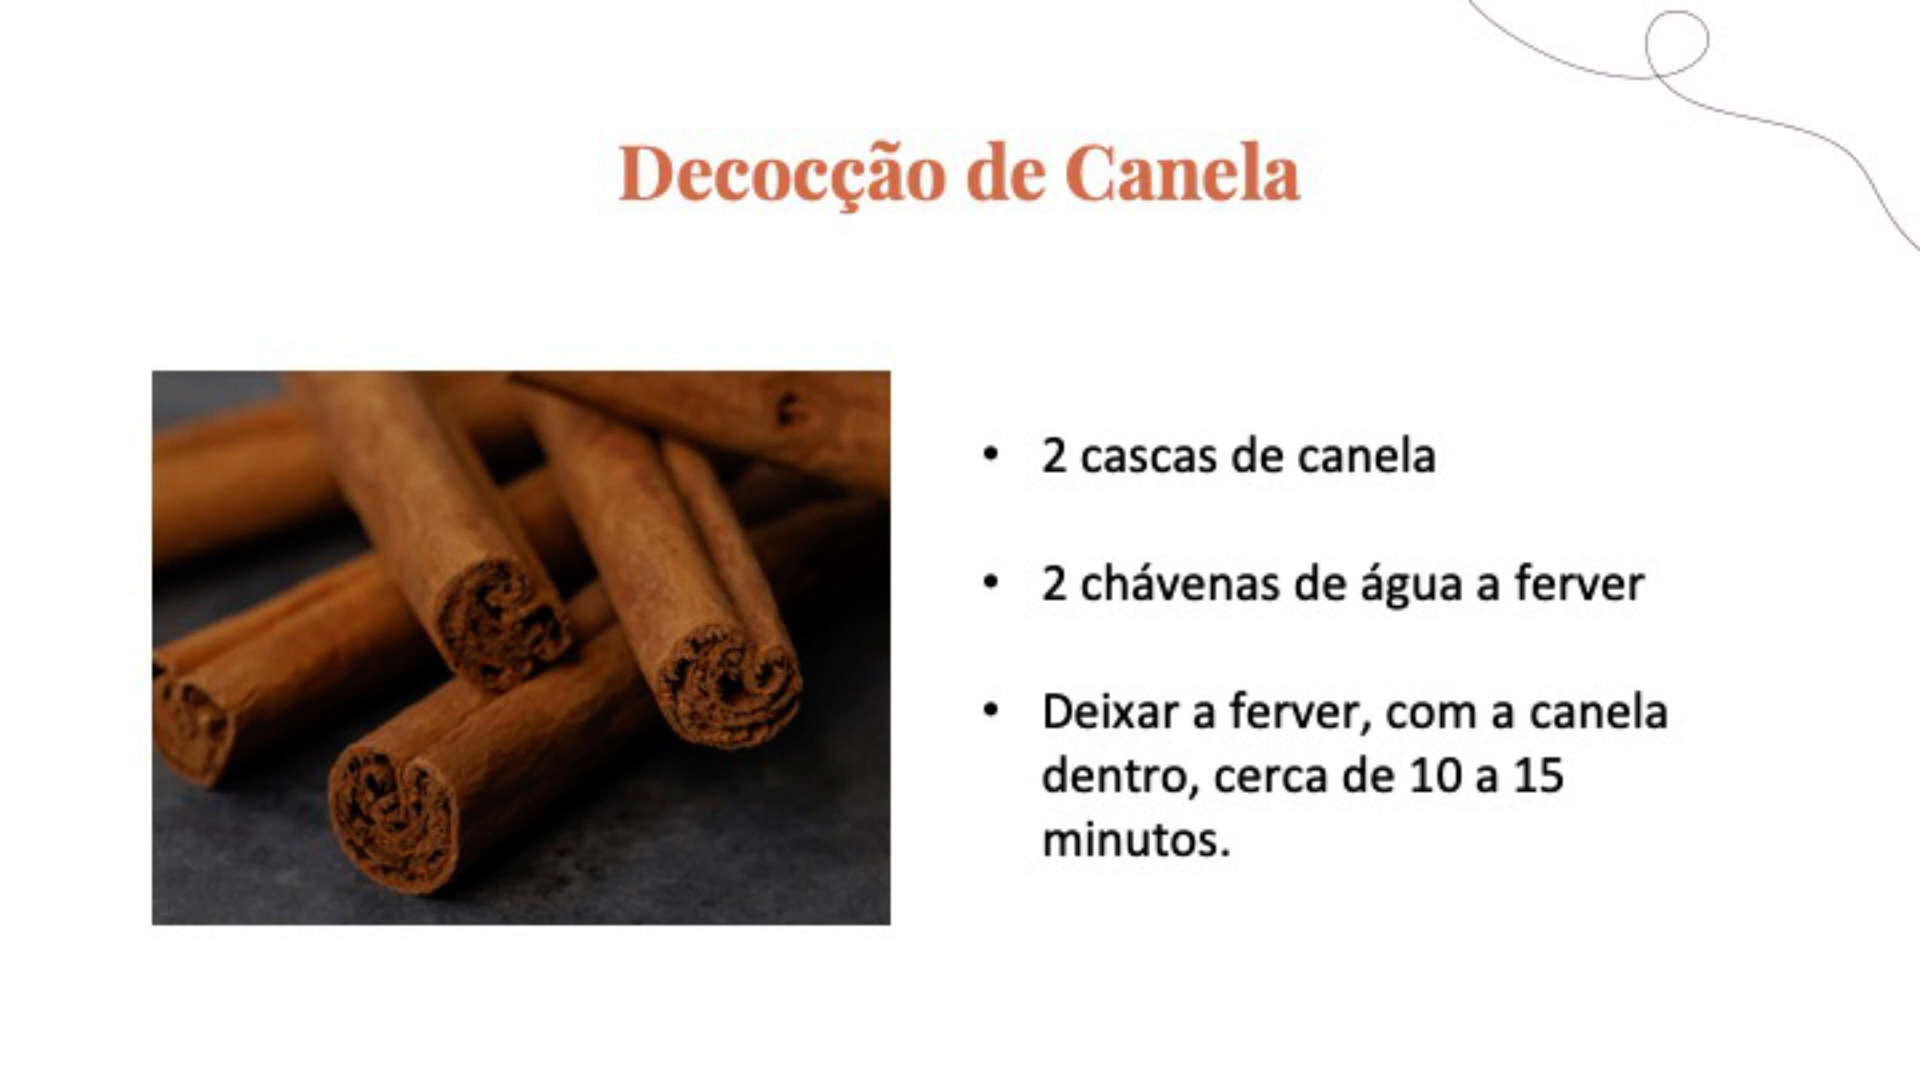 Decocção de Canela
• 2 cascas de canela
• 2 chávenas de água a ferver
• Deixar a ferver, com a canela
dentro, cerca de 10 a 15
minutos.